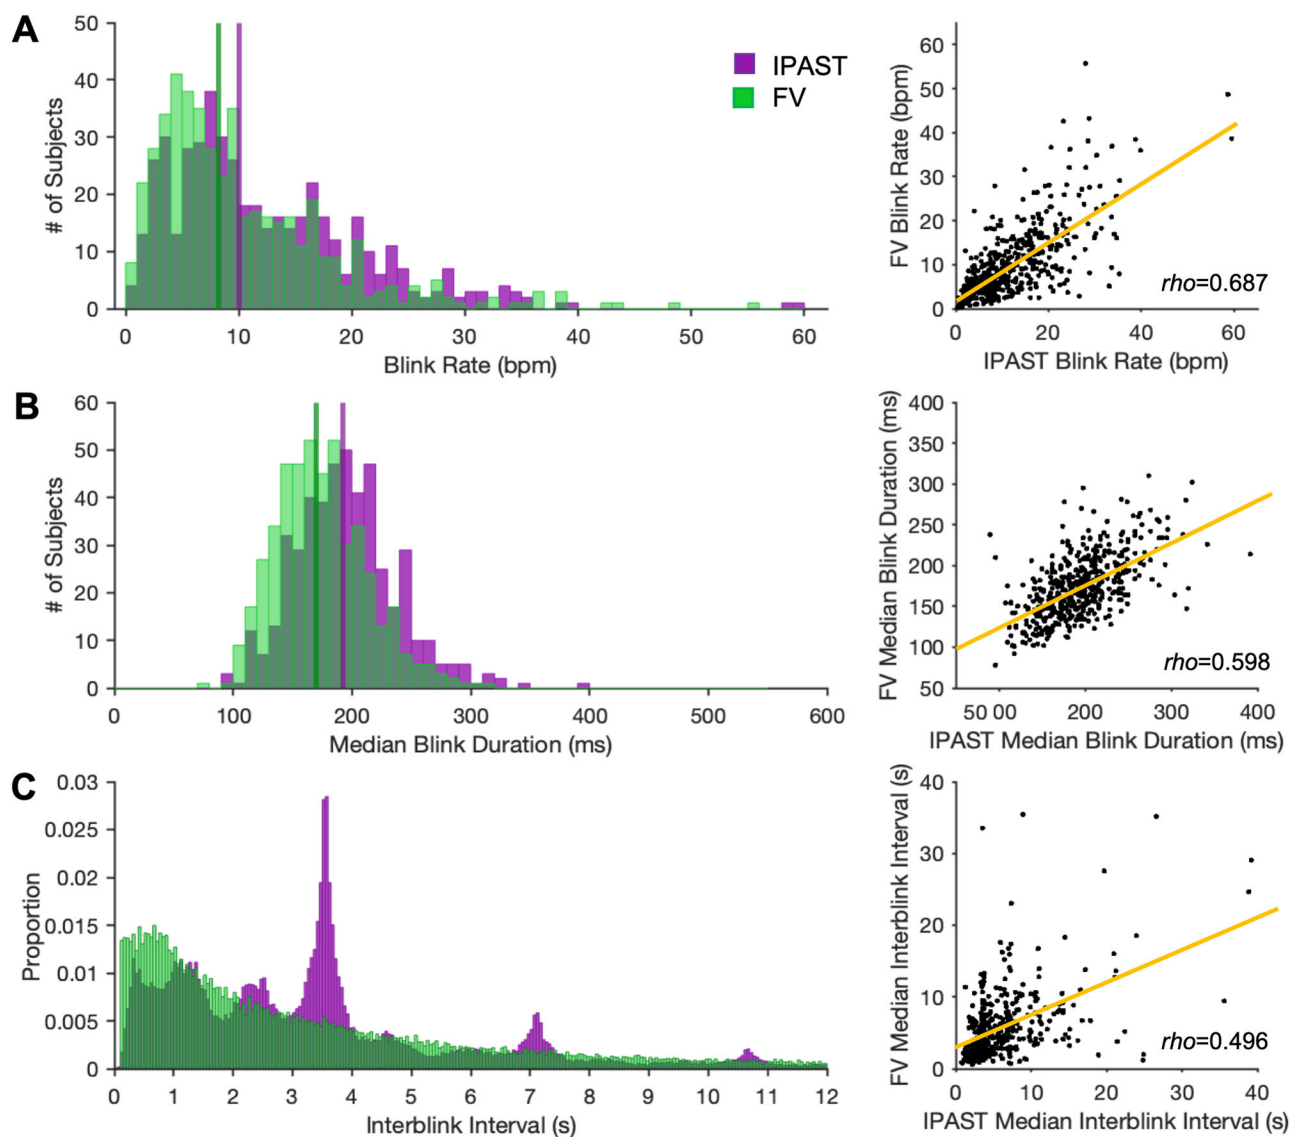 A
50
40
30
20
10
0
# of Subjects
0 10 20 30 40 50 60
Blink Rate (bpm)
IPAST
FV
60
50
40
30
20
10
0
FV Blink Rate (bpm)
rho=0.687
0 20 40 60
IPAST Blink Rate (bpm)
B
60
50
40
30
20
10
0
# of Subjects
0 100 200 300 400 500 600
Median Blink Duration (ms)
400
350
300
250
200
150
100
50
FV Median Blink Duration (ms)
rho=0.598
50 00 200 300 400
IPAST Median Blink Duration (ms)
C
0.03
0.025
0.02
0.015
0.01
0.005
0
Proportion
0 1 2 3 4 5 6 7 8 9 10 11 12
Interblink Interval (s)
40
30
20
10
0
FV Median Interblink Interval (s)
rho=0.496
0 10 20 30 40
IPAST Median Interblink Interval (s)